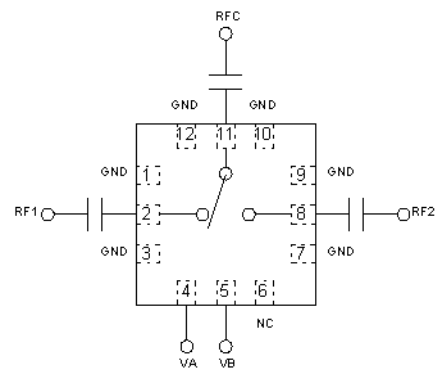 RFC
GND GND
12 11 10
GND 1 9 GND
RF1 2 8 RF2
GND 3 7 GND
4 5 6
NC
VA VB